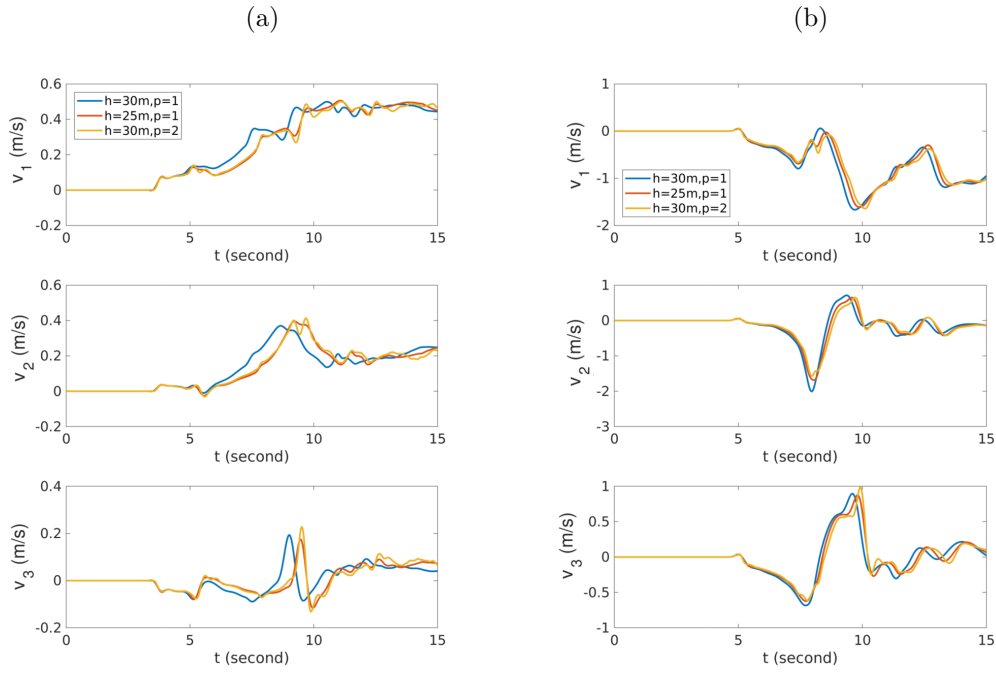 (a)
0.6
0.4
0.2
0
-0.2
v1 (m/s)
h=30m,p=1
h=25m,p=1
h=30m,p=2
0 5 10 15
t (second)
0.6
0.4
0.2
0
-0.2
v2 (m/s)
0 5 10 15
t (second)
0.4
0.2
0
-0.2
v3 (m/s)
0 5 10 15
t (second)
(b)
1
0
-1
-2
v1 (m/s)
h=30m,p=1
h=25m,p=1
h=30m,p=2
0 5 10 15
t (second)
1
0
-1
-2
-3
v2 (m/s)
0 5 10 15
t (second)
1
0.5
0
-0.5
-1
v3 (m/s)
0 5 10 15
t (second)